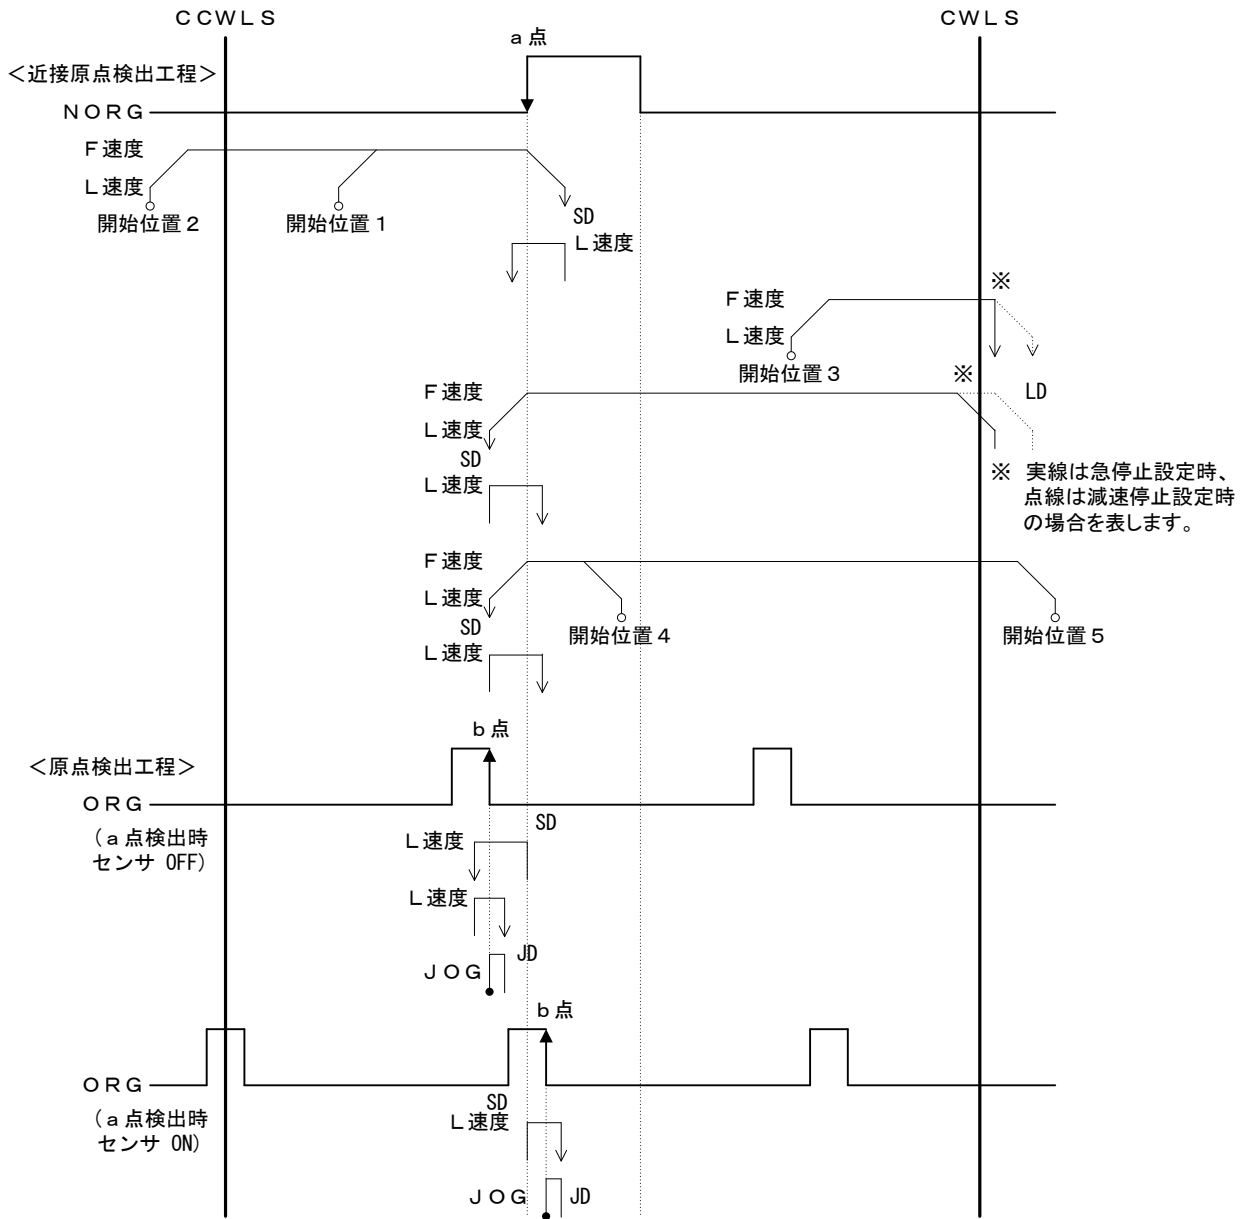 ＣＣＷＬＳ
ＣＷＬＳ
ａ点
＜近接原点検出工程＞
ＮＯＲＧ
Ｆ速度
Ｌ速度
開始位置２
開始位置１
SD
Ｌ速度
※
Ｆ速度
Ｌ速度
開始位置３
※
LD
Ｆ速度
Ｌ速度
SD
Ｌ速度
※ 実線は急停止設定時、
点線は減速停止設定時
の場合を表します。
Ｆ速度
Ｌ速度
SD
開始位置４
開始位置５
Ｌ速度
ｂ点
＜原点検出工程＞
ＯＲＧ
（ａ点検出時
センサ OFF）
SD
Ｌ速度
Ｌ速度
JD
ＪＯＧ
ｂ点
ＯＲＧ
（ａ点検出時
センサ ON）
SD
Ｌ速度
ＪＯＧ
JD